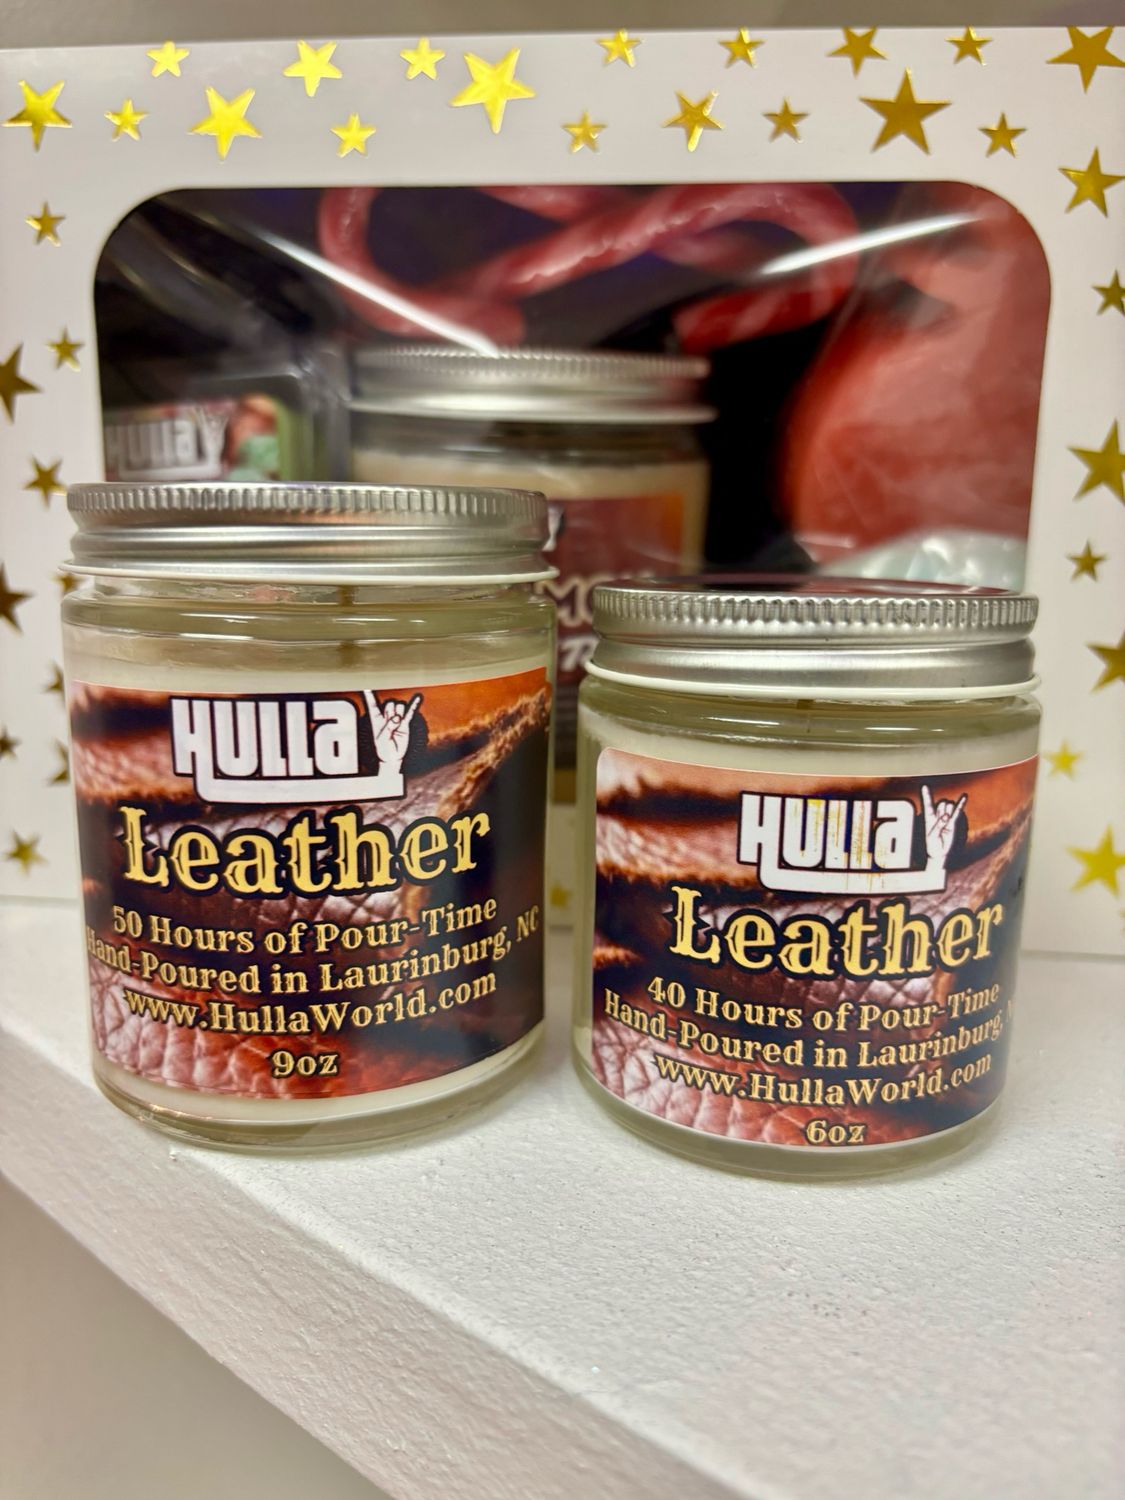 HULLA
HULLA
Leather
50 Hours of Pour-Time
Hand-Poured in Laurinburg, NC
www.HullaWorld.com
9oz
HULLA
Leather
40 Hours of Pour-Time
Hand-Poured in Laurinburg,
www.HullaWorld.com
6oz